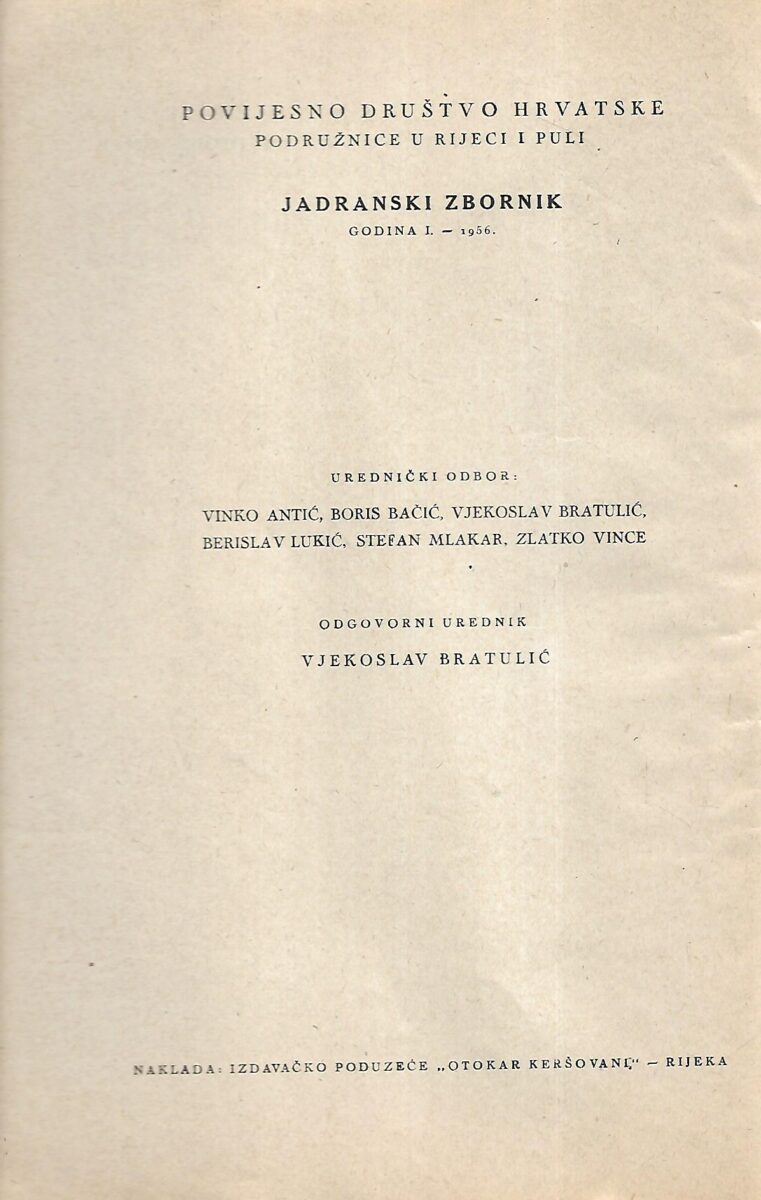 POVIJESNO DRUŠTVO HRVATSKE
PODRUŽNICE U RIJECI I PULI
JADRANSKI ZBORNIK
GODINA I. — 1956.
UREDNIČKI ODBOR:
VINKO ANTIĆ, BORIS BAČIĆ, VJEKOSLAV BRATULIĆ,
BERISLAV LUKIĆ, STEFAN MLAKAR, ZLATKO VINCE
ODGOVORNI UREDNIK
VJEKOSLAV BRATULIĆ
NAKLADA: IZDAVAČKO PODUZEĆE „OTOKAR KERŠOVANI“ — RIJEKA